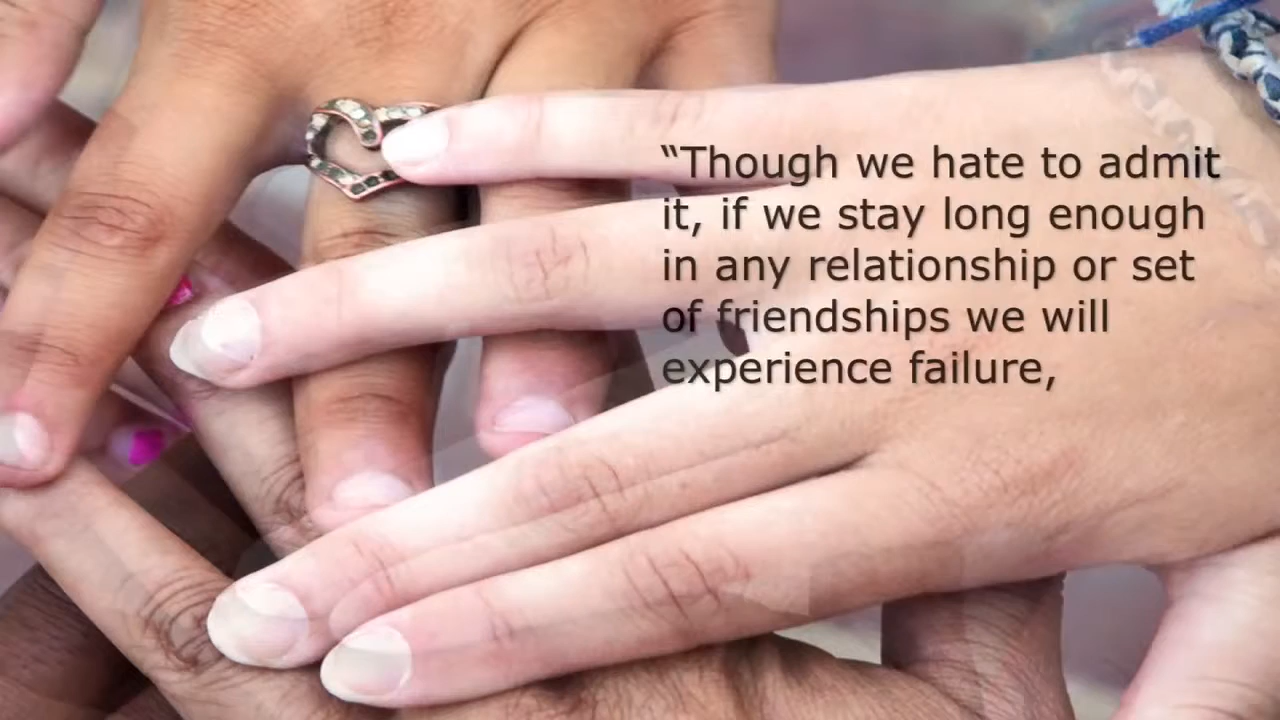 “Though we hate to admit
it, if we stay long enough
in any relationship or set
of friendships we will
experience failure,